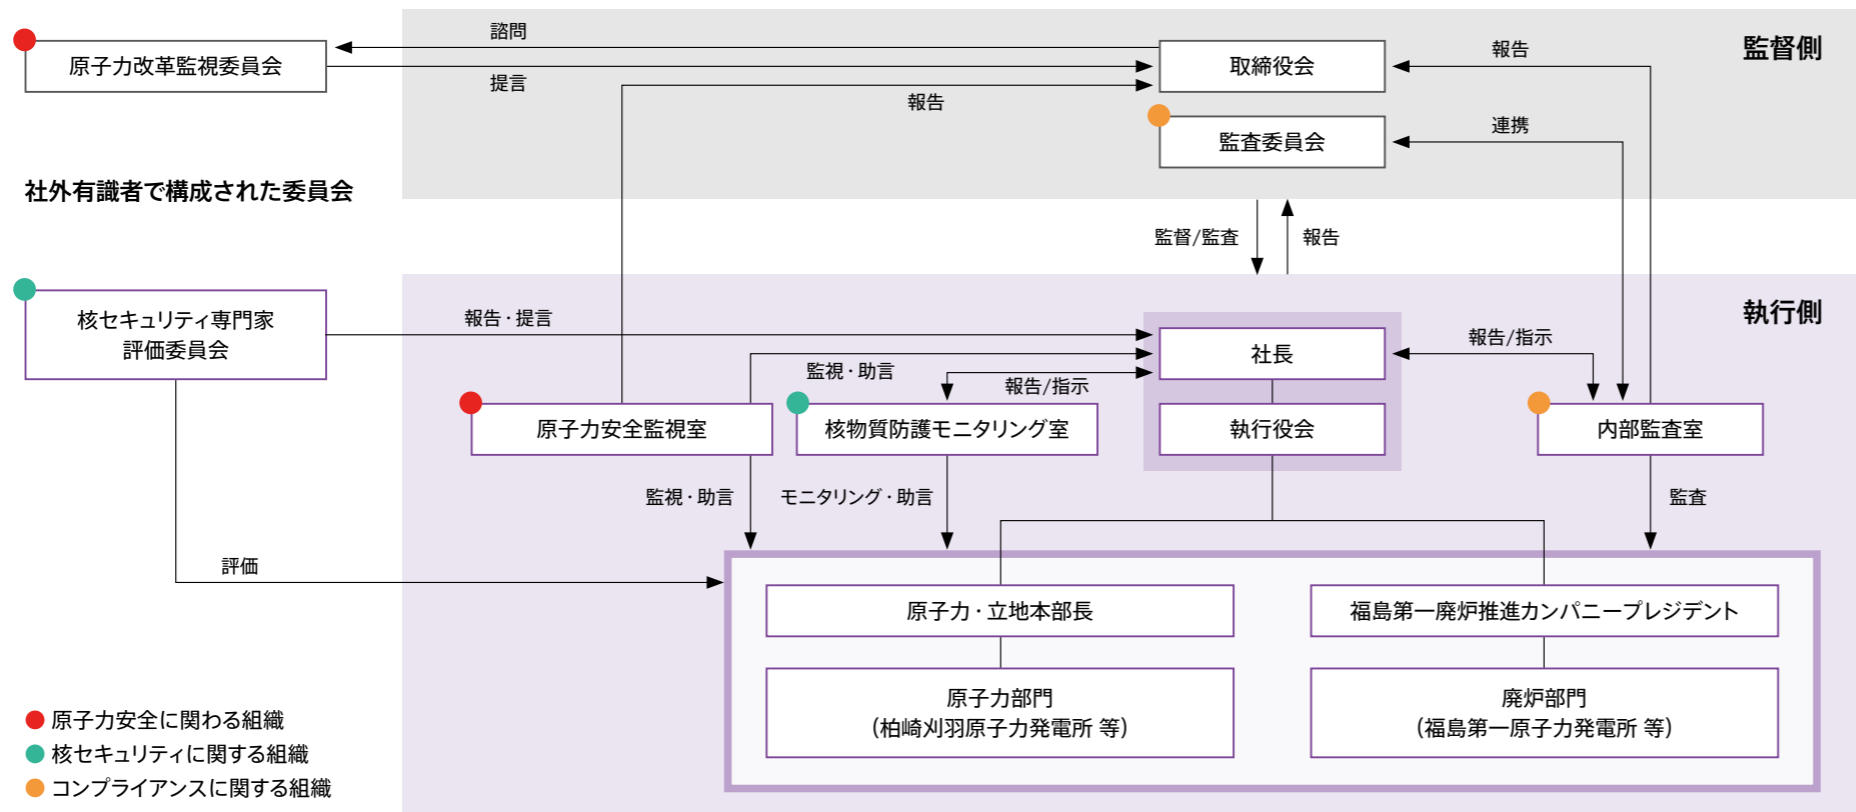 諮問
監督側
原子力改革監視委員会
取締役会
報告
提言
報告
監査委員会
連携
社外有識者で構成された委員会
監督/監査
報告
執行側
核セキュリティ専門家
評価委員会
報告・提言
社長
報告/指示
監視・助言
報告/指示
原子力安全監視室
核物質防護モニタリング室
執行役会
内部監査室
監視・助言
モニタリング・助言
監査
評価
原子力・立地本部長
福島第一廃炉推進カンパニープレジデント
原子力部門
(柏崎刈羽原子力発電所 等)
廃炉部門
(福島第一原子力発電所 等)
原子力安全に関わる組織
核セキュリティに関する組織
コンプライアンスに関する組織